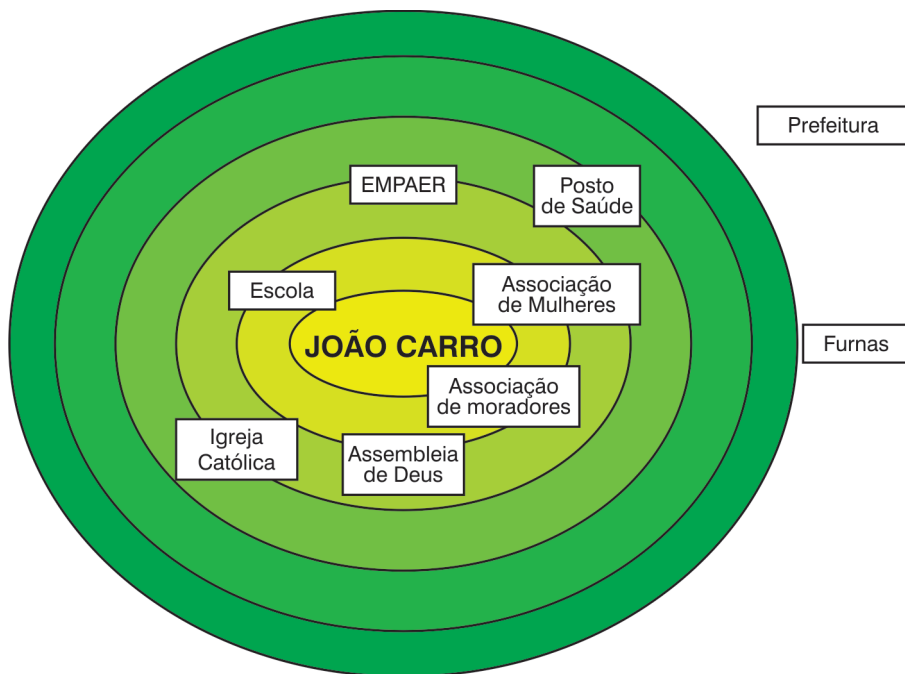 Prefeitura
EMPAER
Posto
de Saúde
Escola
Associação
de Mulheres
JOÃO CARRO
Furnas
Associação
de moradores
Igreja
Católica
Assembleia
de Deus